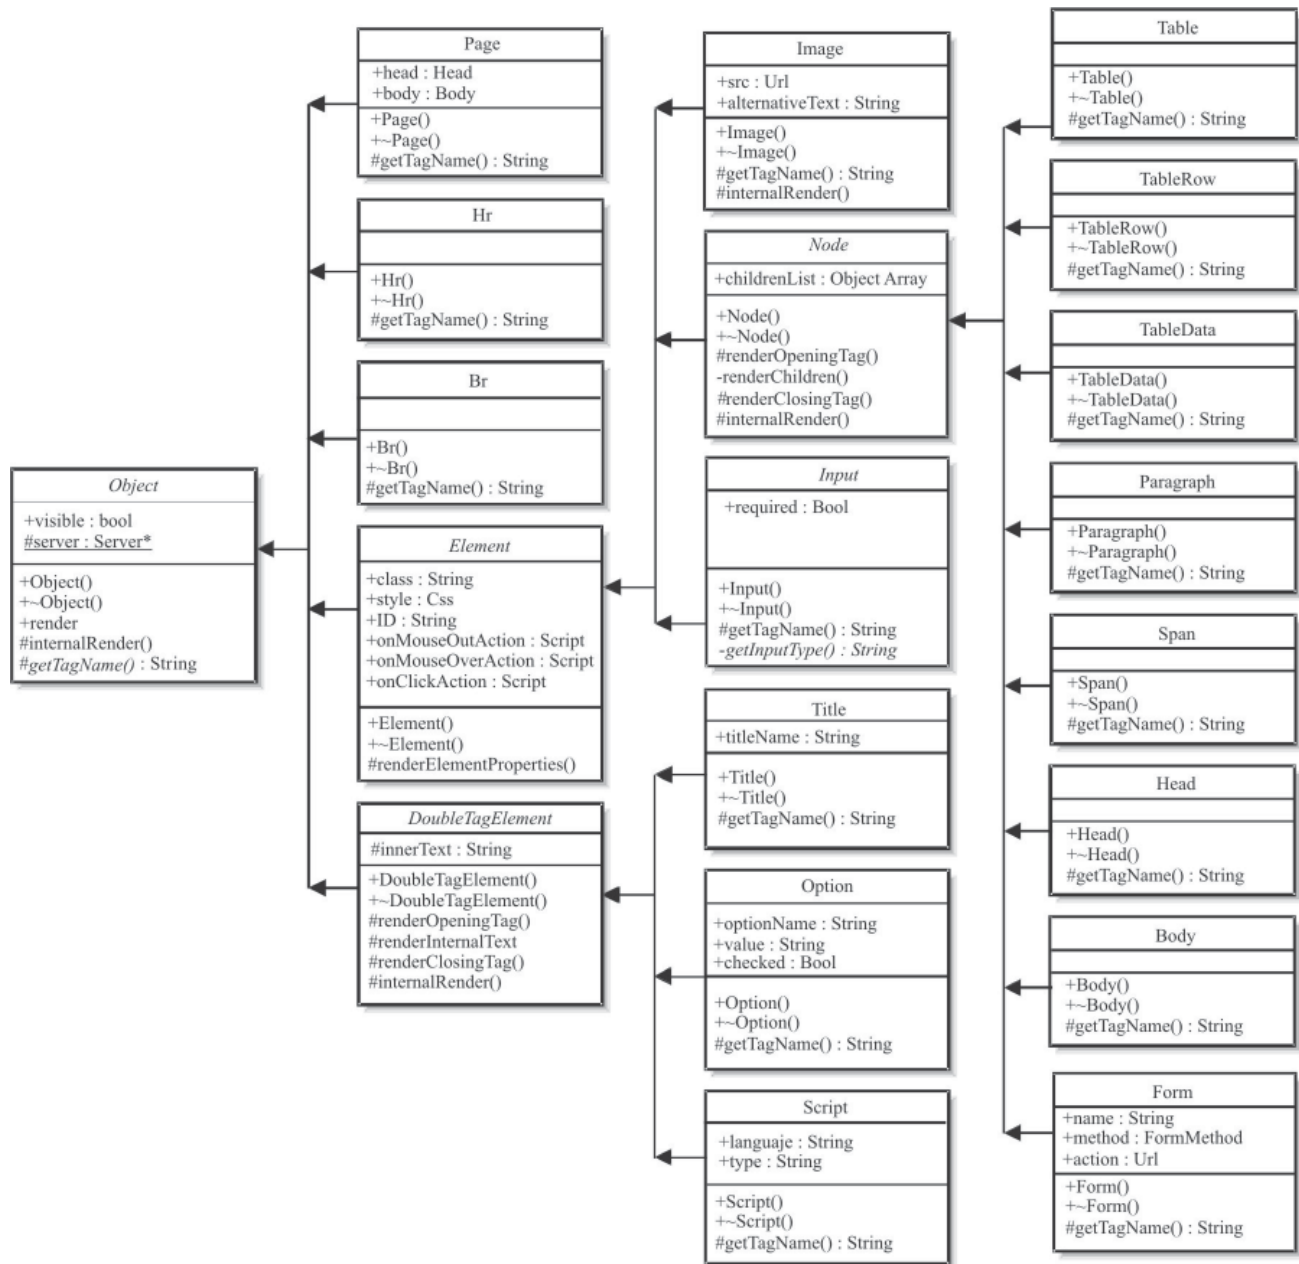 Object
+visible : bool
#server : Server*
+Object()
+~Object()
+render
#internalRender()
#getTagName() : String
Page
+head : Head
+body : Body
+Page()
+~Page()
#getTagName() : String
Hr
+Hr()
+~Hr()
#getTagName() : String
Br
+Br()
+~Br()
#getTagName() : String
Element
+class : String
+style : Css
+ID : String
+onMouseOutAction : Script
+onMouseOverAction : Script
+onClickAction : Script
+Element()
+~Element()
#renderElementProperties()
DoubleTagElement
#innerText : String
+DoubleTagElement()
+~DoubleTagElement()
#renderOpeningTag()
#renderInternalText
#renderClosingTag()
#internalRender()
Image
+src : Url
+alternativeText : String
+Image()
+~Image()
#getTagName() : String
#internalRender()
Node
+childrenList : Object Array
+Node()
+~Node()
#renderOpeningTag()
-renderChildren()
#renderClosingTag()
#internalRender()
Input
+required : Bool
+Input()
+~Input()
#getTagName() : String
-getInputType() : String
Title
+titleName : String
+Title()
+~Title()
#getTagName() : String
Option
+optionName : String
+value : String
+checked : Bool
+Option()
+~Option()
#getTagName() : String
Script
+languaje : String
+type : String
+Script()
+~Script()
#getTagName() : String
Table
+Table()
+~Table()
#getTagName() : String
TableRow
+TableRow()
+~TableRow()
#getTagName() : String
TableData
+TableData()
+~TableData()
#getTagName() : String
Paragraph
+Paragraph()
+~Paragraph()
#getTagName() : String
Span
+Span()
+~Span()
#getTagName() : String
Head
+Head()
+~Head()
#getTagName() : String
Body
+Body()
+~Body()
#getTagName() : String
Form
+name : String
+method : FormMethod
+action : Url
+Form()
+~Form()
#getTagName() : String